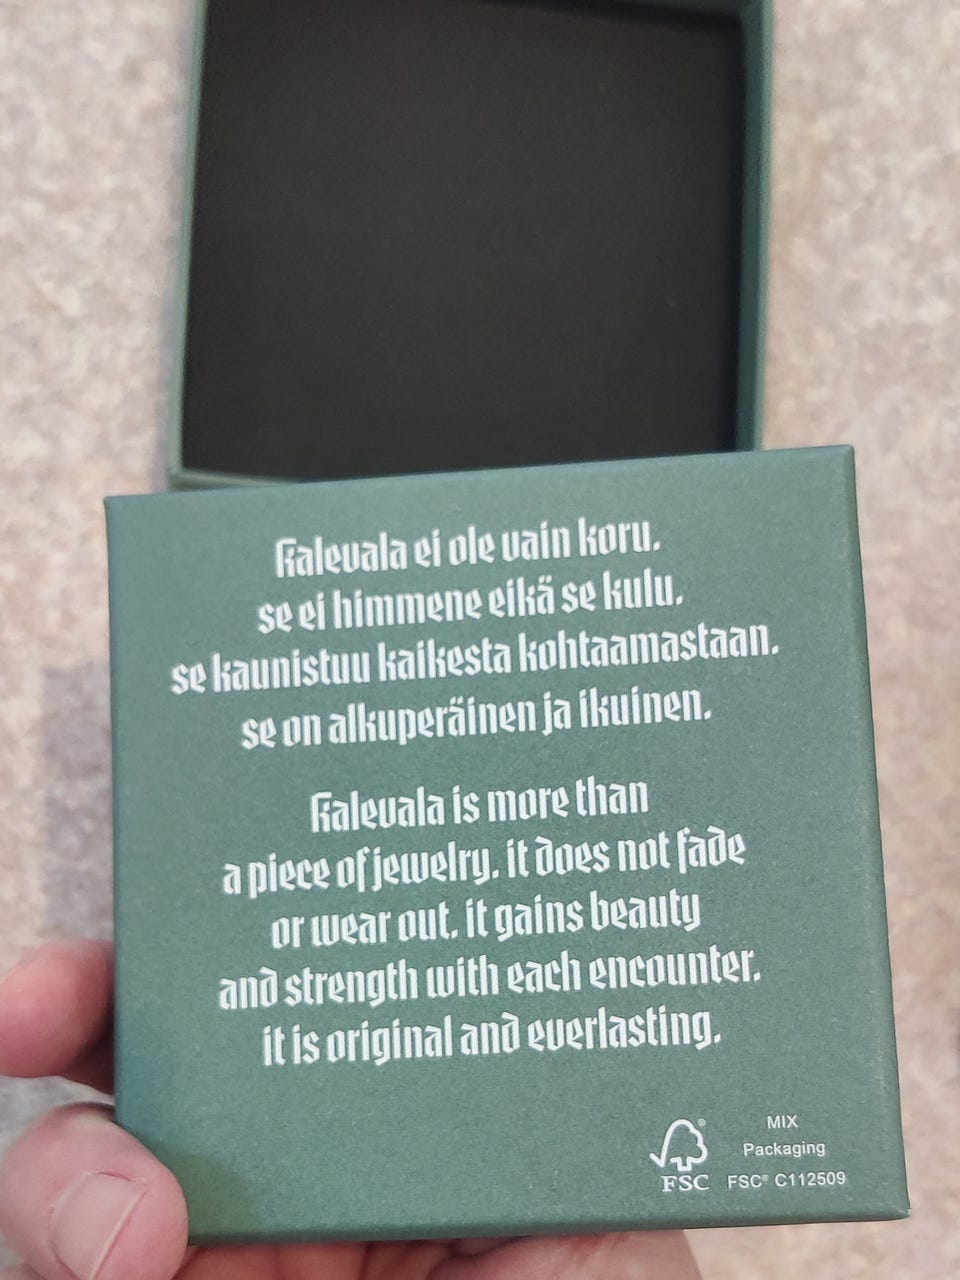 Kalevala ei ole vain koru.
se ei himmene eikä se kulu.
se kaunistuu kaikesta kohtaamastaan.
se on alkuperäinen ja ikuinen.
Kalevala is more than
a piece of jewelry. it does not fade
or wear out. it gains beauty
and strength with each encounter.
it is original and everlasting.
FSC®
MIX
Packaging
FSC® C112509